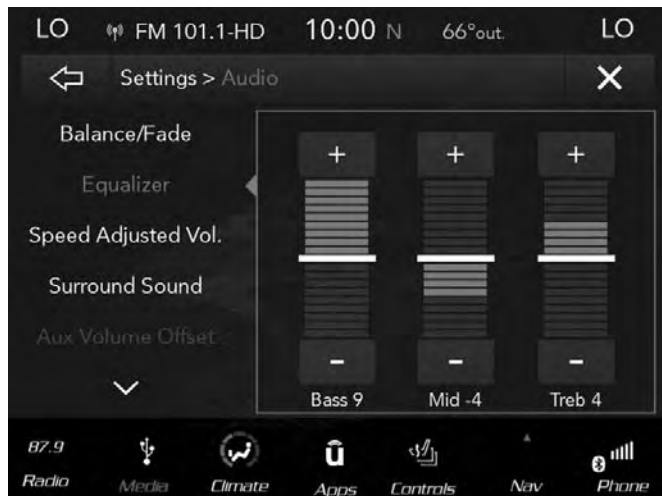 LO FM 101.1-HD 10:00 N 66°out. LO
Settings > Audio
Balance/Fade
Equalizer
Speed Adjusted Vol.
Surround Sound
Aux Volume Offset
+ + +
- - -
Bass 9 Mid -4 Treb 4
87.9 û
Radio Media Climate Apps Controls Nav Phone